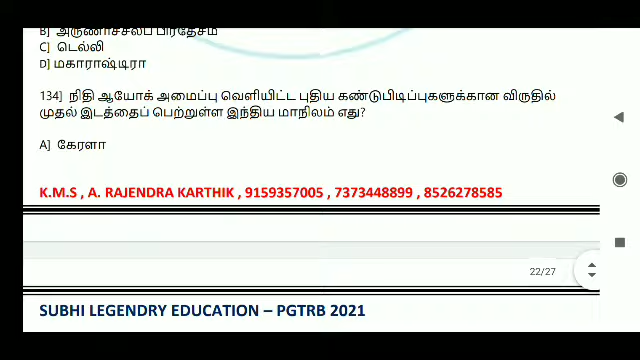 B] அருணாச்சலப் பிரதேசம்
C] டெல்லி
D] மகாராஷ்டிரா
134] நிதி ஆயோக் அமைப்பு வெளியிட்ட புதிய கண்டுபிடிப்புகளுக்கான விருதில்
முதல் இடத்தைப் பெற்றுள்ள இந்திய மாநிலம் எது?
A] கேரளா
K.M.S , A. RAJENDRA KARTHIK , 9159357005 , 7373448899 , 8526278585
22/27
SUBHI LEGENDRY EDUCATION – PGTRB 2021